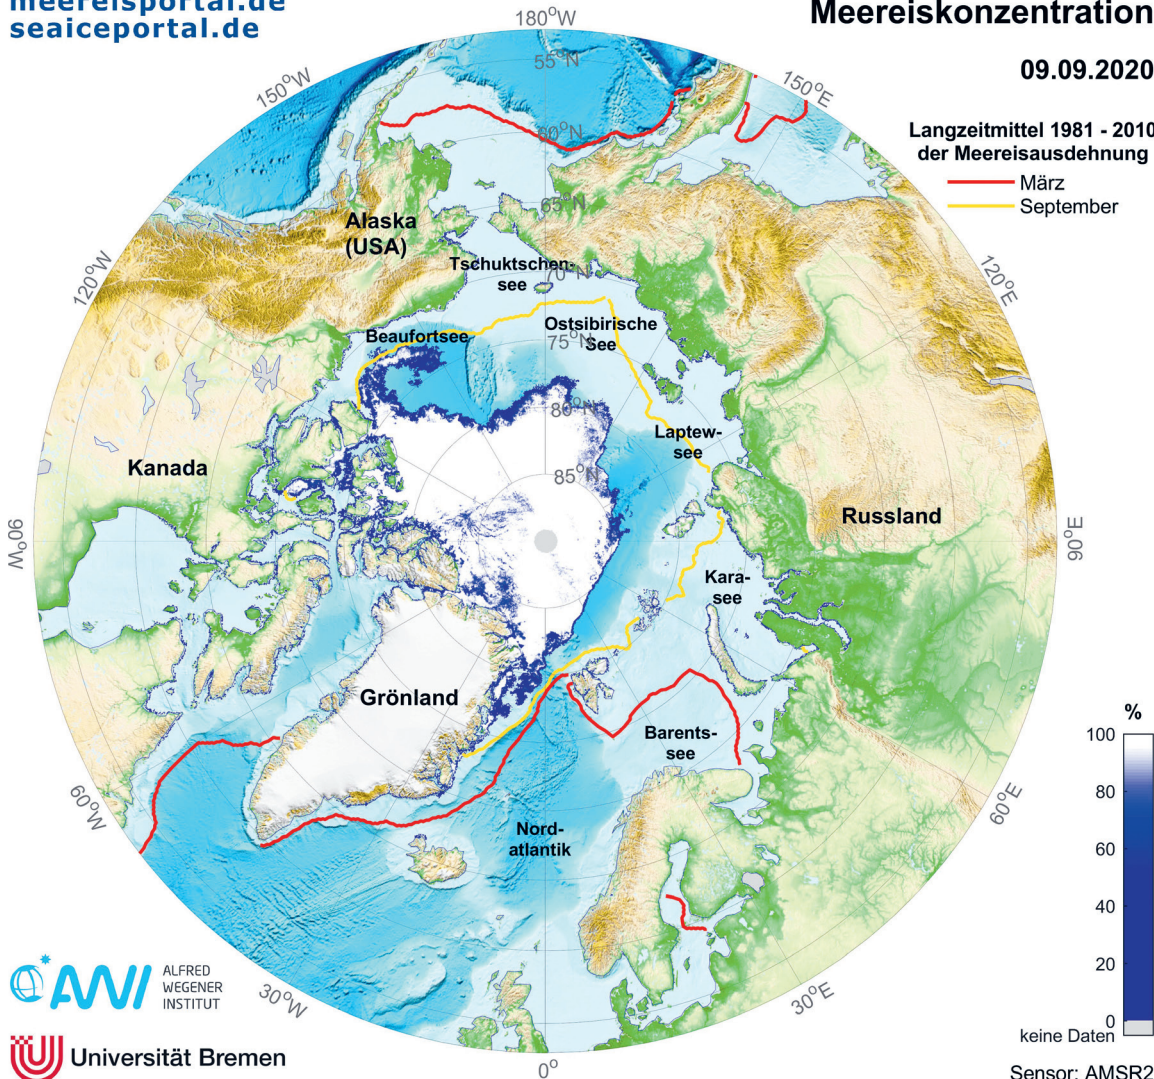 meereisportal.de
seaiceportal.de
Meereiskonzentration
09.09.2020
Langzeitmittel 1981 - 2010
der Meereisausdehnung
März
September
180°W
150°W
150°E
120°W
120°E
90°W
90°E
60°W
60°E
30°W
30°E
0°
55°N
60°N
65°N
70°N
75°N
80°N
85°N
Alaska
(USA)
Tschuktschen-
see
Beaufortsee
Ostsibirische
See
Laptew-
see
Kanada
Russland
Kara-
see
Grönland
Barents-
see
Nord-
atlantik
%
100
80
60
40
20
0
keine Daten
Sensor: AMSR2
AWI
ALFRED
WEGENER
INSTITUT
Universität Bremen